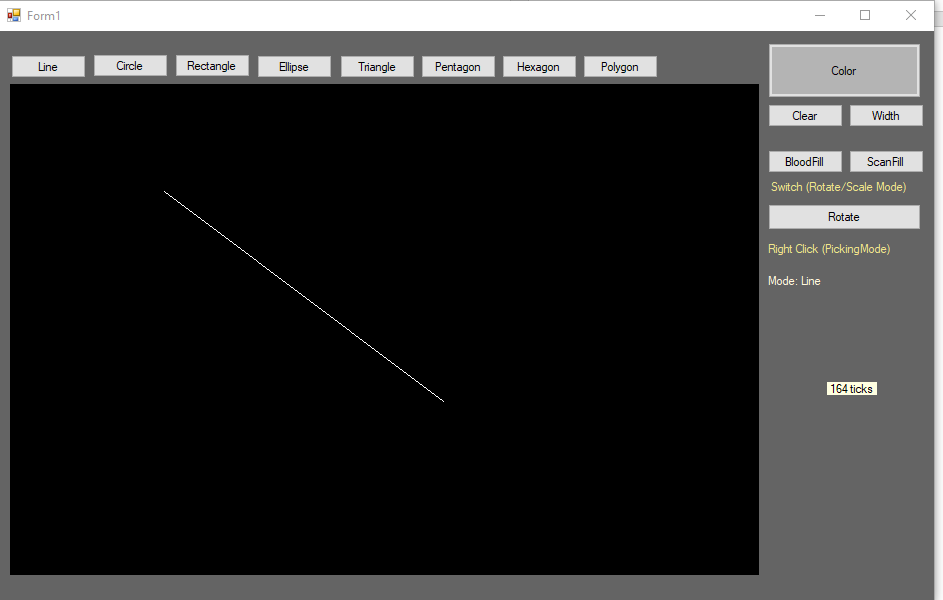 Form1
Line Circle Rectangle Ellipse Triangle Pentagon Hexagon Polygon
Color
Clear Width
BloodFill ScanFill
Switch (Rotate/Scale Mode)
Rotate
Right Click (PickingMode)
Mode: Line
164 ticks